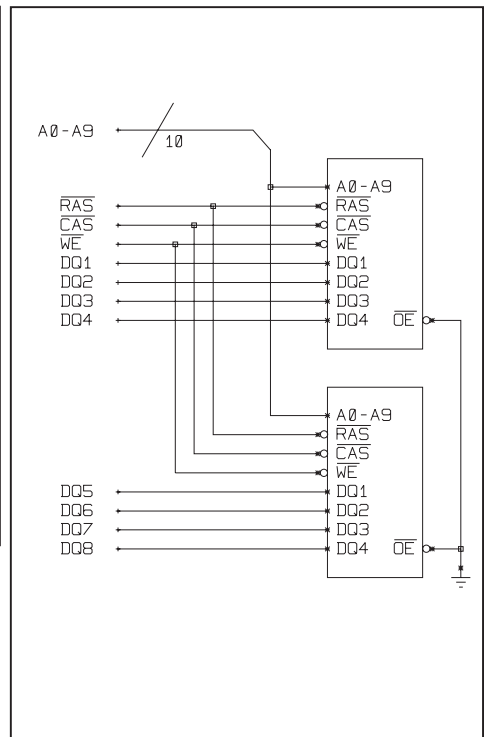 A0-A9
10
A0-A9
RAS RAS
CAS CAS
WE WE
DQ1 DQ1
DQ2 DQ2
DQ3 DQ3
DQ4 DQ4 OE
A0-A9
RAS
CAS
WE
DQ5 DQ1
DQ6 DQ2
DQ7 DQ3
DQ8 DQ4 OE